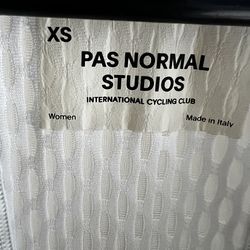 XS
PAS NORMAL
STUDIOS
INTERNATIONAL CYCLING CLUB
Women Made in Italy